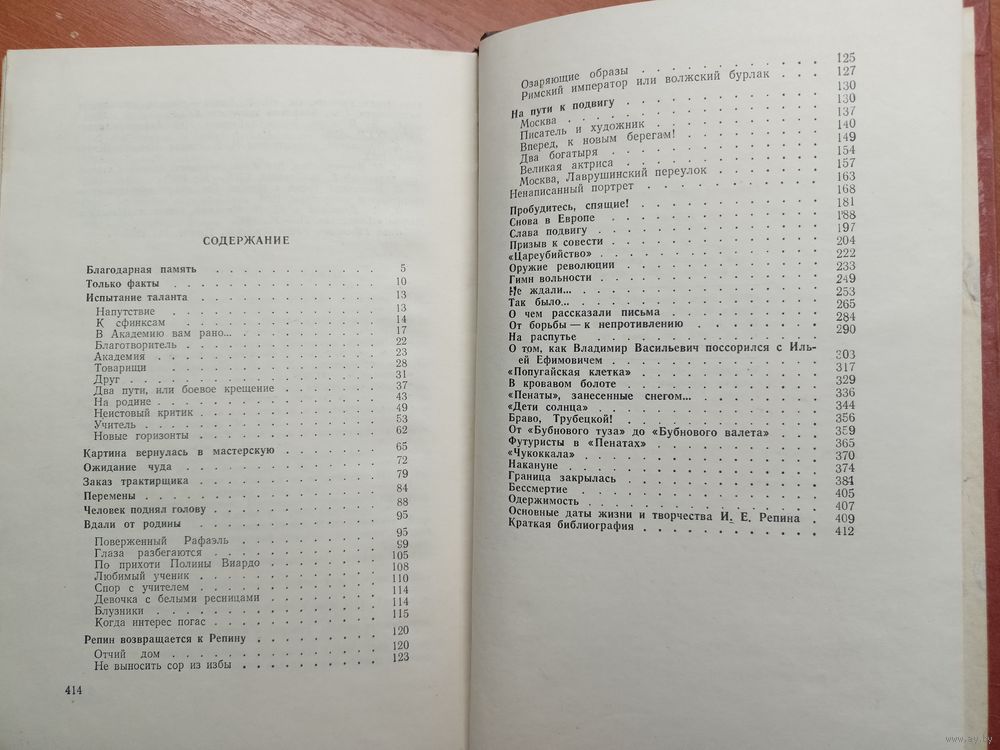 СОДЕРЖАНИЕ
Благодарная память . . . . . . . . . . 5
Только факты . . . . . . . . . . 10
Испытание таланта . . . . . . . . . . 13
Напутствие . . . . . . . . . . 13
К сфинксам . . . . . . . . . . 14
В Академию вам рано... . . . . . . . . 17
Благотворитель . . . . . . . . . . 22
Академия . . . . . . . . . . 23
Товарищи . . . . . . . . . . 28
Друг . . . . . . . . . . 31
Два пути, или боевое крещение . . . . . 37
На родине . . . . . . . . . . 43
Неистовый критик . . . . . . . . . 49
Учитель . . . . . . . . . . 53
Новые горизонты . . . . . . . . . 62
Картина вернулась в мастерскую . . . . . 65
Ожидание чуда . . . . . . . . . . 72
Заказ трактирщика . . . . . . . . . 79
Перемены . . . . . . . . . . 84
Человек поднял голову . . . . . . . . 88
Вдали от родины . . . . . . . . . 95
Поверженный Рафаэль . . . . . . . . 95
Глаза разбегаются . . . . . . . . 99
По прихоти Полины Виардо . . . . . . 105
Любимый ученик . . . . . . . . . 108
Спор с учителем . . . . . . . . . 110
Девочка с белыми ресницами . . . . . . 114
Блузники . . . . . . . . . . 114
Когда интерес погас . . . . . . . . 115
Репин возвращается к Репину . . . . . . 120
Отчий дом . . . . . . . . . . 120
Не выносить сор из избы . . . . . . . 123
414
Озаряющие образы . . . . . . . . . 125
Римский император или волжский бурлак . . . 127
На пути к подвигу . . . . . . . . . 130
Москва . . . . . . . . . . 130
Писатель и художник . . . . . . . . 137
Вперед, к новым берегам! . . . . . . . 140
Два богатыря . . . . . . . . . . 149
Великая актриса . . . . . . . . . 154
Москва, Лаврушинский переулок . . . . . 157
Ненаписанный портрет . . . . . . . . 163
Пробудитесь, спящие! . . . . . . . . 168
Снова в Европе . . . . . . . . . 181
Слава подвигу . . . . . . . . . 188
Призыв к совести . . . . . . . . . 197
«Цареубийство» . . . . . . . . . 204
Оружие революции . . . . . . . . . 222
Гимн вольности . . . . . . . . . 233
Не ждали... . . . . . . . . . . 249
Так было... . . . . . . . . . . 253
О чем рассказали письма . . . . . . . 265
От борьбы — к непротивлению . . . . . . 284
На распутье . . . . . . . . . . 290
О том, как Владимир Васильевич поссорился с Иль-
ей Ефимовичем . . . . . . . . . 303
«Попугайская клетка» . . . . . . . . 317
В кровавом болоте . . . . . . . . . 329
«Пенаты», занесенные снегом... . . . . . . 336
«Дети солнца» . . . . . . . . . 344
Браво, Трубецкой! . . . . . . . . . 356
От «Бубнового туза» до «Бубнового валета» . . . 359
Футуристы в «Пенатах» . . . . . . . . 365
«Чукоккала» . . . . . . . . . . 370
Накануне . . . . . . . . . . 374
Граница закрылась . . . . . . . . . 384
Бессмертие . . . . . . . . . . 405
Одержимость . . . . . . . . . . 407
Основные даты жизни и творчества И. Е. Репина . 409
Краткая библиография . . . . . . . . 412
www.ay.by